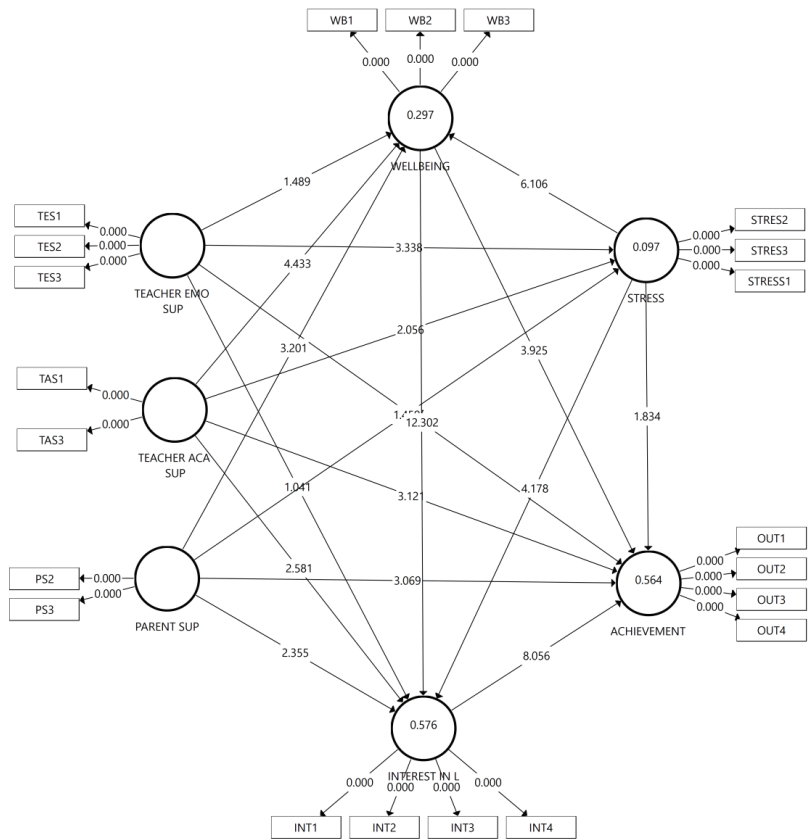 WB1 WB2 WB3
0.000 0.000 0.000
0.297
WELLBEING
1.489
6.106
TES1
TES2
TES3
0.000
0.000
0.000
TEACHER EMO
SUP
3.338
4.433
0.097
STRESS
0.000
0.000
0.000
STRES2
STRES3
STRESS1
2.056
3.201
3.925
TAS1
TAS3
0.000
0.000
TEACHER ACA
SUP
12.302
1.834
1.041
4.178
3.121
2.581
PS2
PS3
0.000
0.000
PARENT SUP
3.069
0.564
ACHIEVEMENT
0.000
0.000
0.000
0.000
OUT1
OUT2
OUT3
OUT4
2.355
8.056
0.576
INTEREST IN L
0.000 0.000 0.000 0.000
INT1 INT2 INT3 INT4